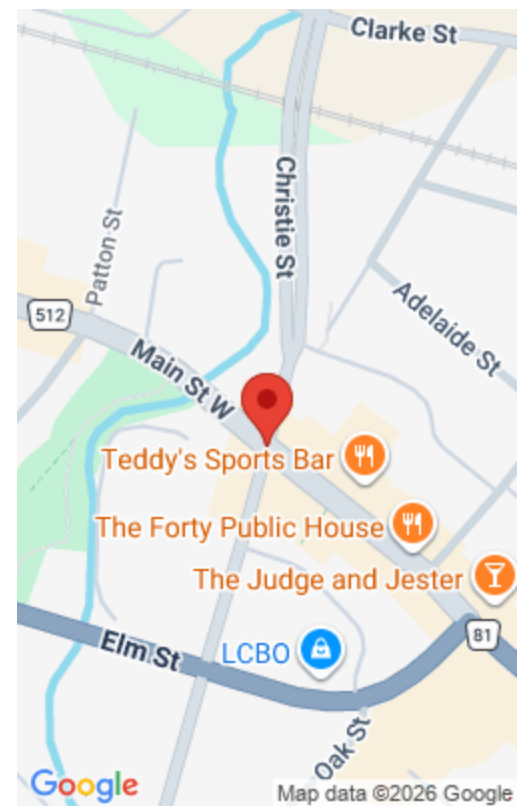 Clarke St
Christie St
Patton St
512
Adelaide St
Main St W
Teddy's Sports Bar
The Forty Public House
The Judge and Jester
81
Elm St
LCBO
Oak St
Google
Map data ©2026 Google